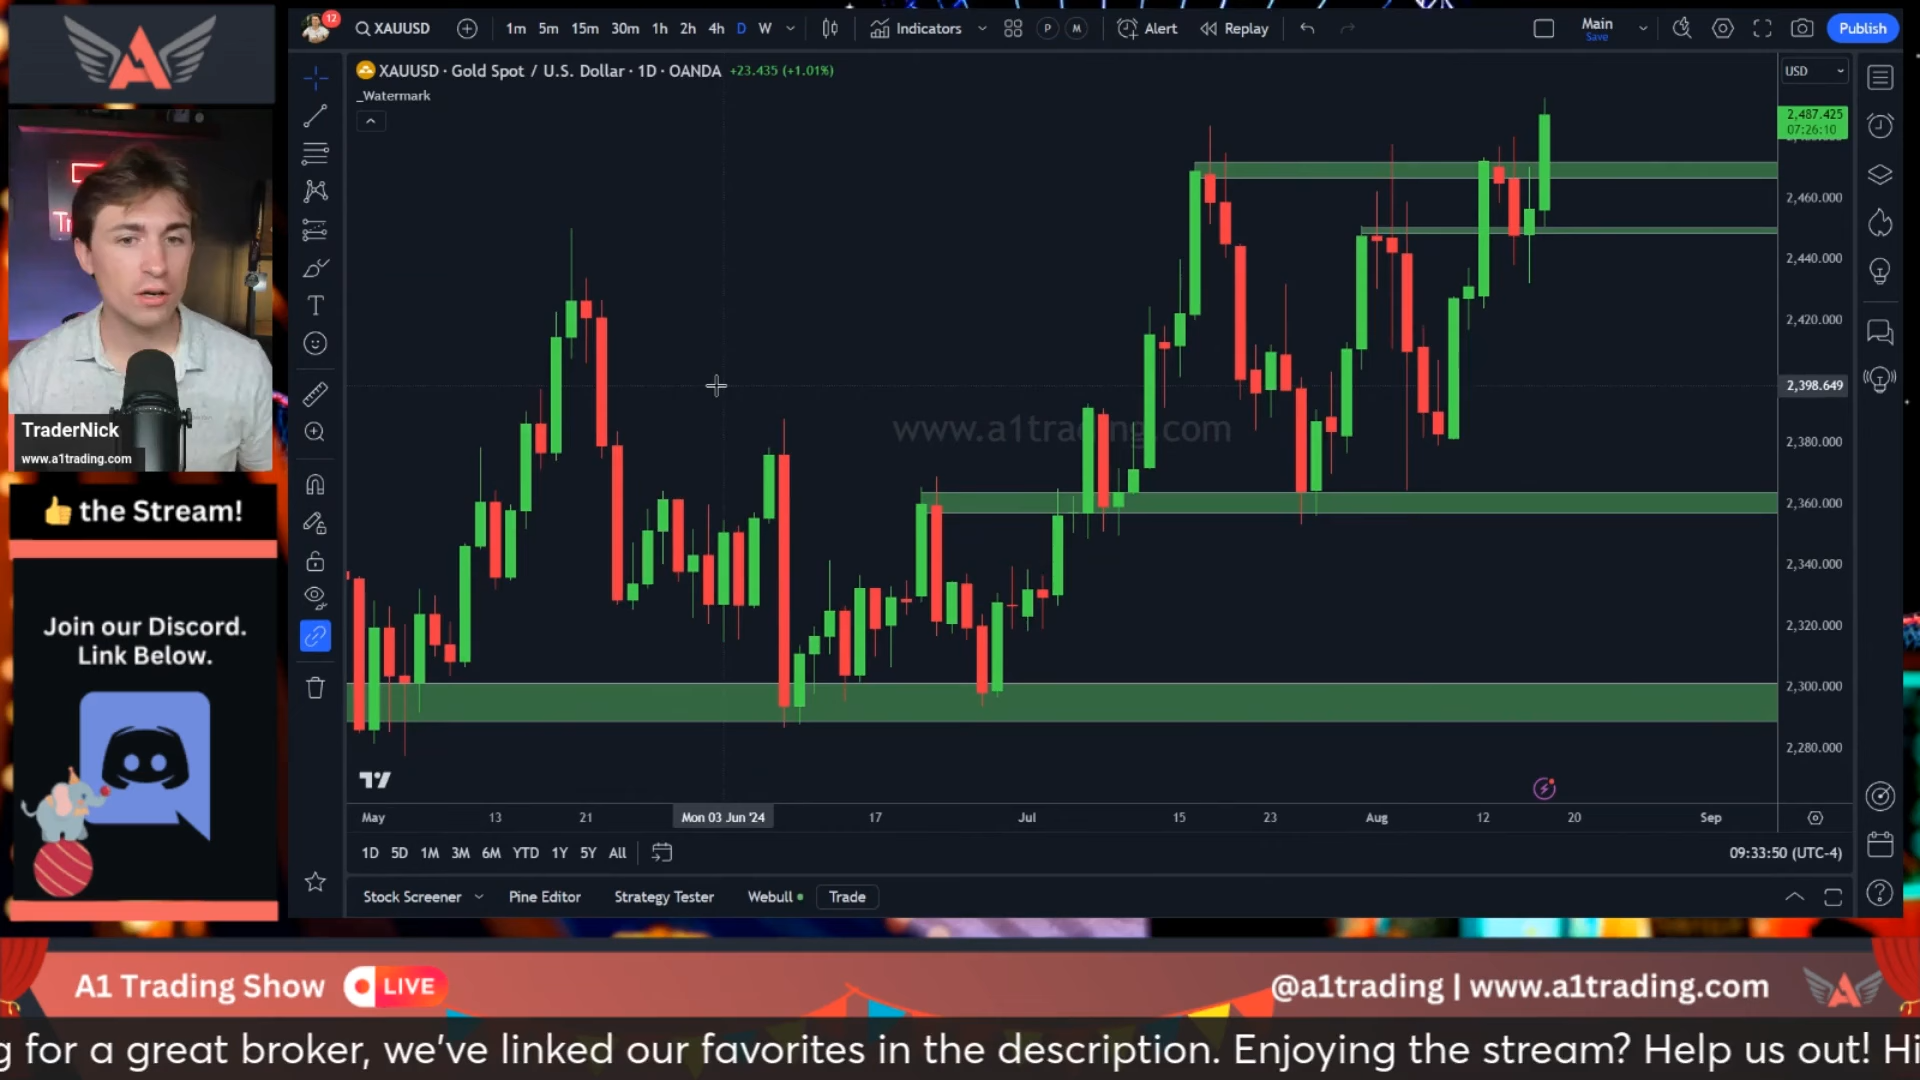 12
XAUUSD
1m 5m 15m 30m 1h 2h 4h D W
Indicators
P
M
Alert
Replay
Main
Save
Publish
XAUUSD · Gold Spot / U.S. Dollar · 1D · OANDA +23.435 (+1.01%)
_Watermark
USD
2,487.425
07:26:10
2,460.000
2,440.000
2,420.000
2,398.649
2,380.000
2,360.000
2,340.000
2,320.000
2,300.000
2,280.000
www.a1trading.com
TraderNick
www.a1trading.com
👍 the Stream!
Join our Discord.
Link Below.
May 13 21 Mon 03 Jun '24 17 Jul 15 23 Aug 12 20 Sep
1D 5D 1M 3M 6M YTD 1Y 5Y All
09:33:50 (UTC-4)
Stock Screener Pine Editor Strategy Tester Webull Trade
A1 Trading Show LIVE
@a1trading | www.a1trading.com
g for a great broker, we've linked our favorites in the description. Enjoying the stream? Help us out! Hi